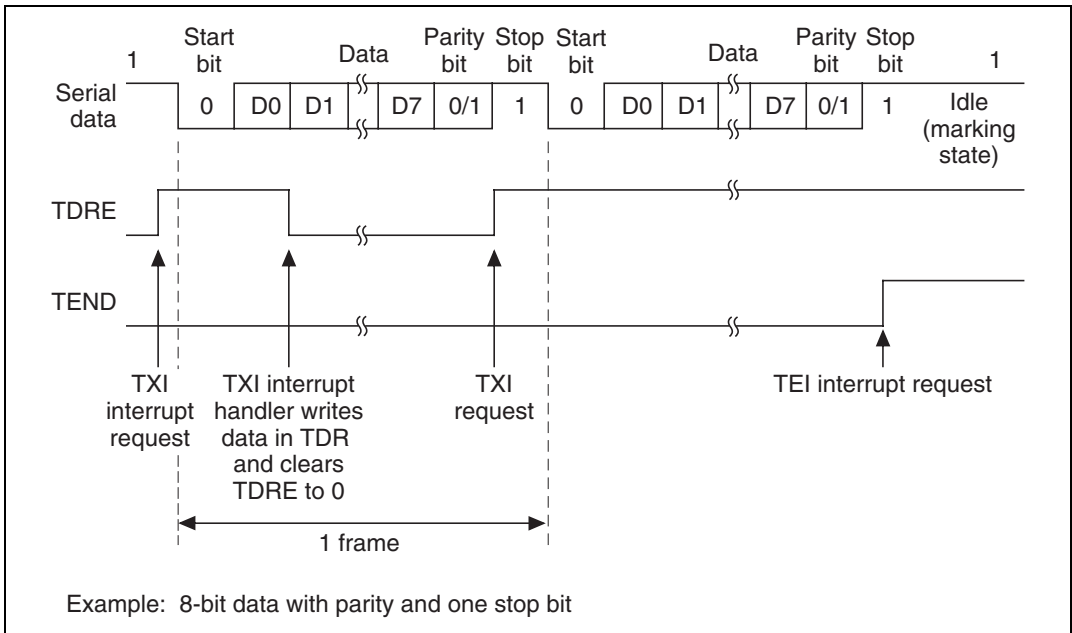 Start Parity Stop Start Parity Stop
1 bit Data bit bit bit Data bit bit 1
Serial data 0 D0 D1 D7 0/1 1 0 D0 D1 D7 0/1 1 Idle (marking state)
TDRE
TEND
TXI interrupt request
TXI interrupt handler writes data in TDR and clears TDRE to 0
TXI request
TEI interrupt request
1 frame
Example: 8-bit data with parity and one stop bit